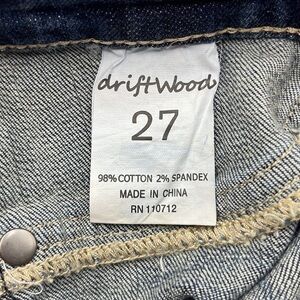 driftWood
27
98% COTTON 2% SPANDEX
MADE IN CHINA
RN 110712